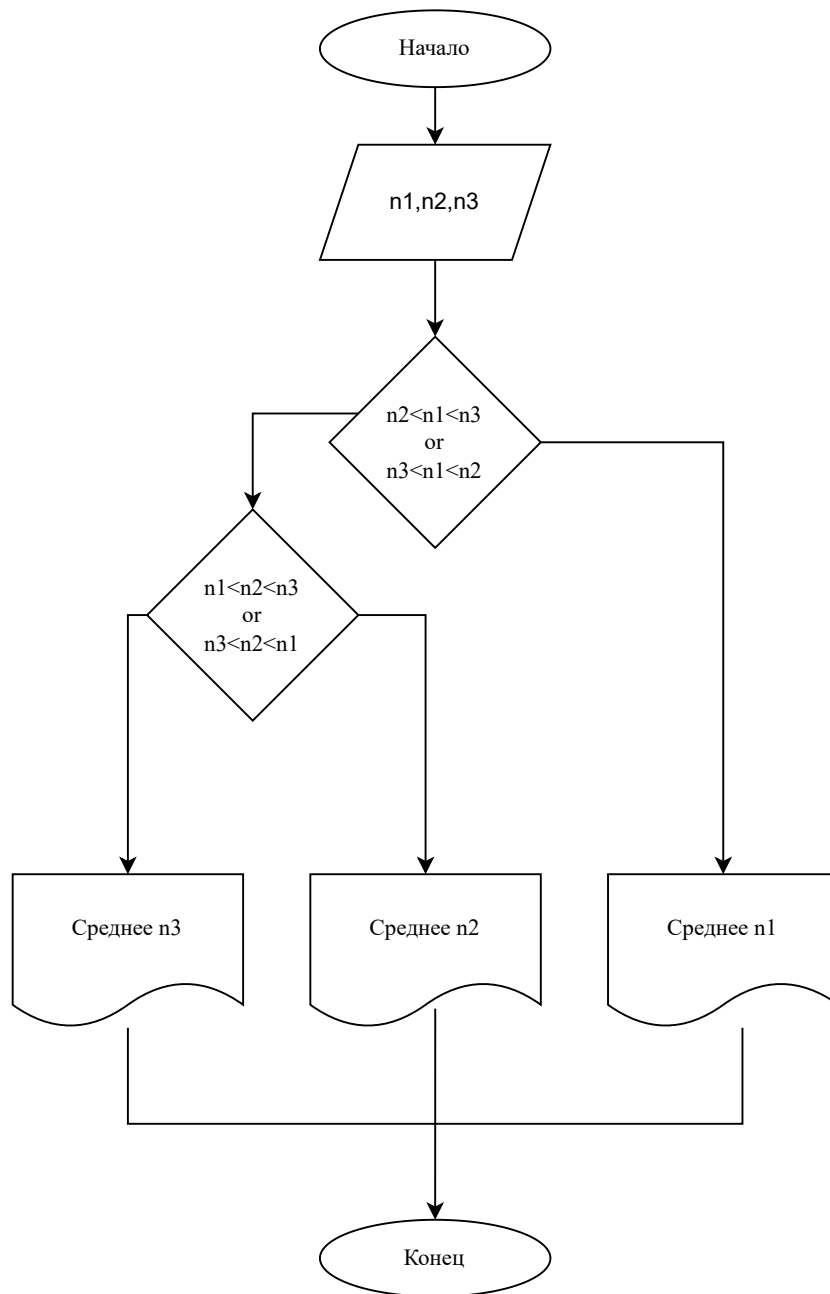 Начало
n1,n2,n3
n2<n1<n3
or
n3<n1<n2
n1<n2<n3
or
n3<n2<n1
Среднее n3
Среднее n2
Среднее n1
Конец